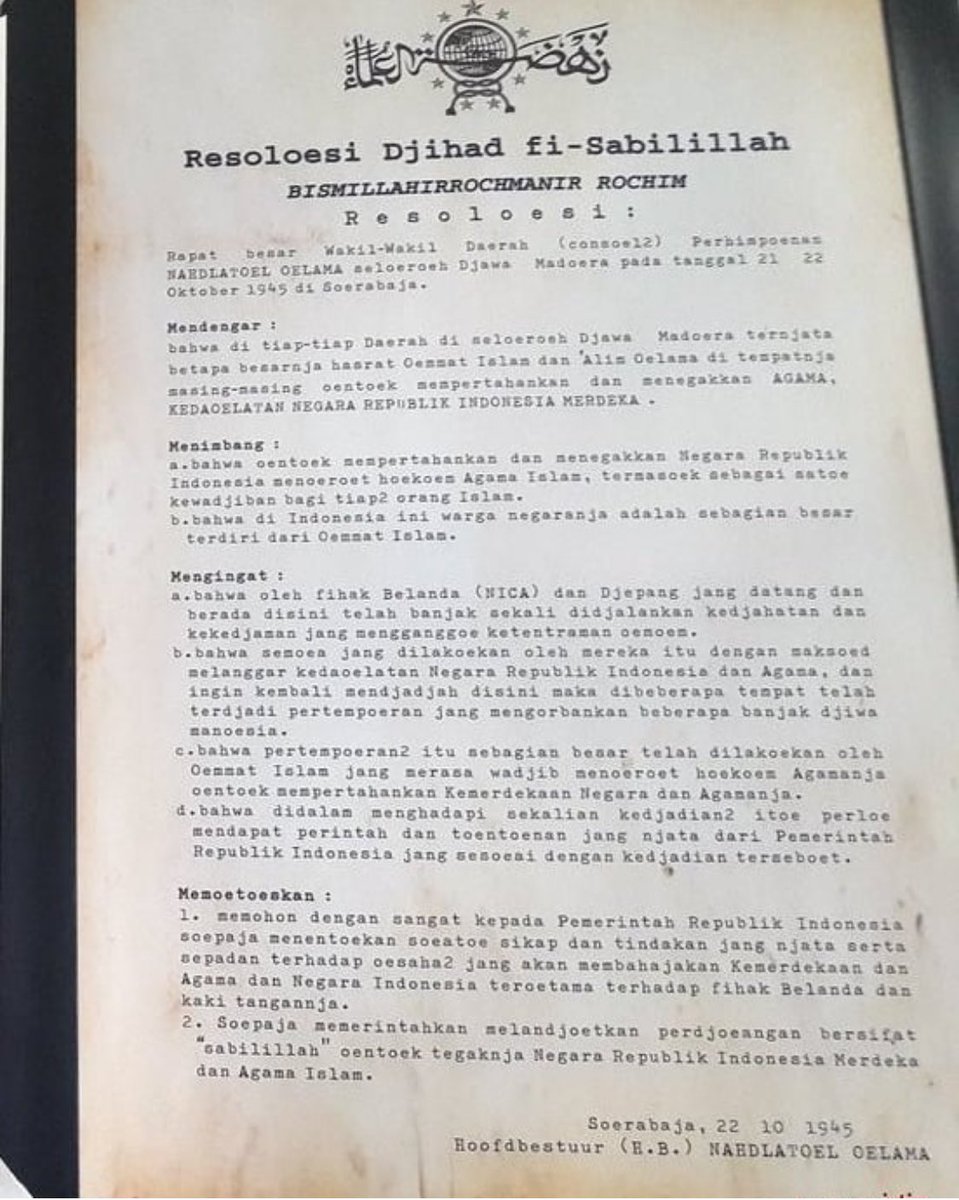 نهضة العلماء
Resoloesi Djihad fi-Sabilillah
BISMILLAHIRROCHMANIR ROCHIM
Resoloesi :
Rapat besar Wakil-Wakil Daerah (consoel2) Perhimpoenan
NAHDLATOEL OELAMA seloeroeh Djawa Madoera pada tanggal 21 22
Oktober 1945 di Soerabaja.
Mendengar :
bahwa di tiap-tiap Daerah di seloeroeh Djawa Madoera ternjata
betapa besarnja hasrat Oemmat Islam dan 'Alim Oelama di tempatnja
masing-masing oentoek mempertahankan dan menegakkan AGAMA,
KEDAOELATAN NEGARA REPUBLIK INDONESIA MERDEKA .
Menimbang :
a.bahwa oentoek mempertahankan dan menegakkan Negara Republik
Indonesia menoeroet hoekoem Agama Islam, termasoek sebagai satoe
kewadjiban bagi tiap2 orang Islam.
b.bahwa di Indonesia ini warga negaranja adalah sebagian besar
terdiri dari Oemmat Islam.
Mengingat :
a.bahwa oleh fihak Belanda (NICA) dan Djepang jang datang dan
berada disini telah banjak sekali didjalankan kedjahatan dan
kekedjaman jang mengganggoe ketentraman oemoem.
b.bahwa semoea jang dilakoekan oleh mereka itu dengan maksoed
melanggar kedaoelatan Negara Republik Indonesia dan Agama, dan
ingin kembali mendjadjah disini maka dibeberapa tempat telah
terdjadi pertempoeran jang mengorbankan beberapa banjak djiwa
manoesia.
c.bahwa pertempoeran2 itu sebagian besar telah dilakoekan oleh
Oemmat Islam jang merasa wadjib menoeroet hoekoem Agamanja
oentoek mempertahankan Kemerdekaan Negara dan Agamanja.
d.bahwa didalam menghadapi sekalian kedjadian2 itoe perloe
mendapat perintah dan toentoenan jang njata dari Pemerintah
Republik Indonesia jang sesoeai dengan kedjadian terseboet.
Memoetoeskan :
1. memohon dengan sangat kepada Pemerintah Republik Indonesia
soepaja menentoekan soeatoe sikap dan tindakan jang njata serta
sepadan terhadap oesaha2 jang akan membahajakan Kemerdekaan dan
Agama dan Negara Indonesia teroetama terhadap fihak Belanda dan
kaki tangannja.
2. Soepaja memerintahkan melandjoetkan perdjoeangan bersifat
"sabilillah" oentoek tegaknja Negara Republik Indonesia Merdeka
dan Agama Islam.
Soerabaja, 22 10 1945
Hoofdbestuur (H.B.) NAHDLATOEL OELAMA